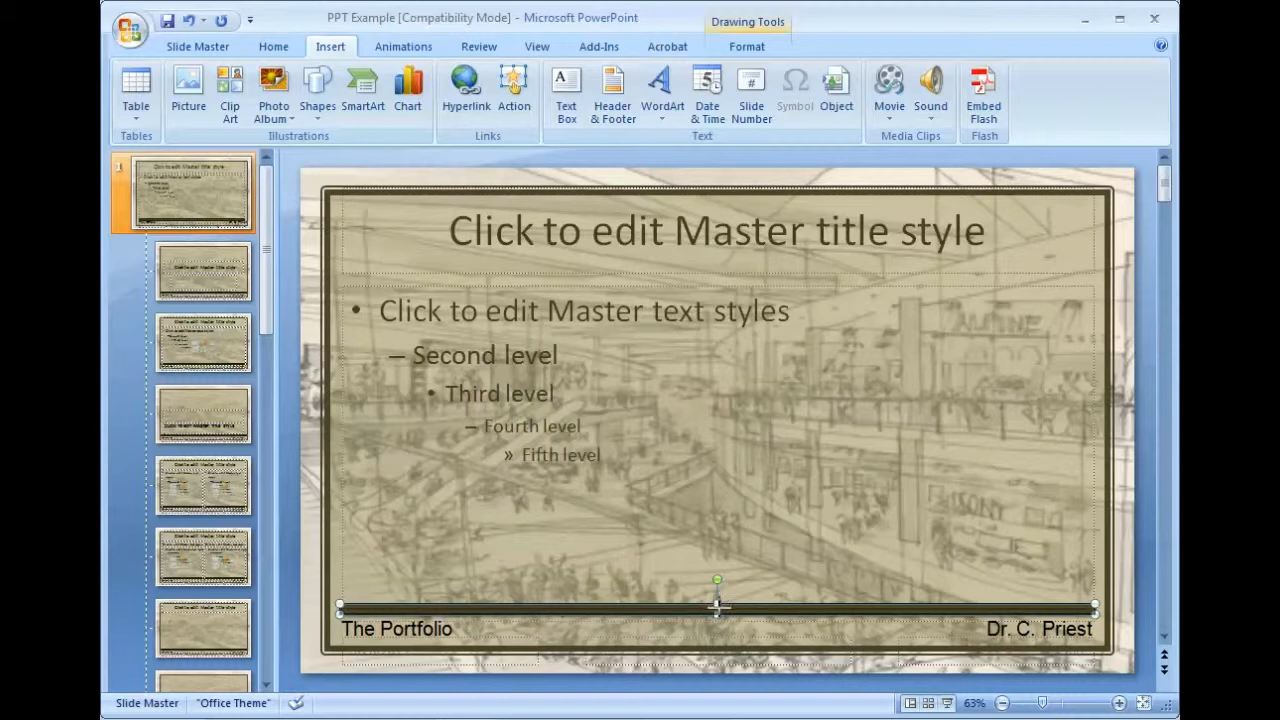 PPT Example [Compatibility Mode] - Microsoft PowerPoint
Drawing Tools
Slide Master Home Insert Animations Review View Add-Ins Acrobat Format
Table Picture Clip Art Photo Album Shapes SmartArt Chart Hyperlink Action Text Box Header & Footer WordArt Date & Time Slide Number Symbol Object Movie Sound Embed Flash
Tables Illustrations Links Text Media Clips Flash
1
Click to edit Master title style
• Click to edit Master text styles
– Second level
• Third level
– Fourth level
» Fifth level
The Portfolio Dr. C. Priest
Slide Master "Office Theme" 63%